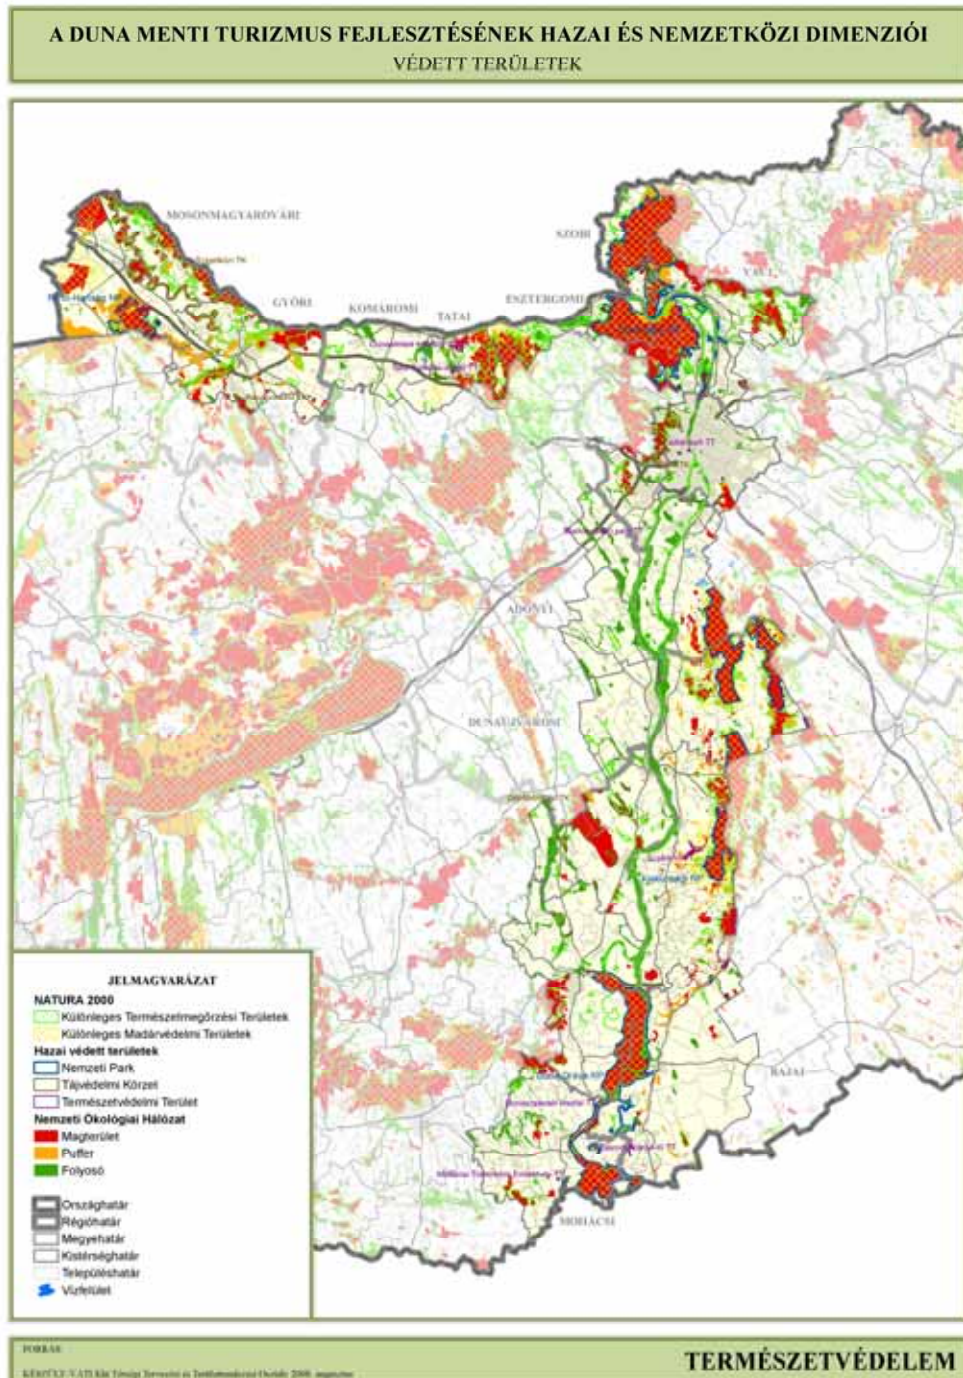 A DUNA MENTI TURIZMUS FEJLESZTÉSÉNEK HAZAI ÉS NEMZETKÖZI DIMENZIÓI
VÉDETT TERÜLETEK
MOSONMAGYARÓVÁRI
SZOBI
VÁCI
GYŐRI
KOMÁROMI
TATAI
ESZTERGOMI
ADONYI
DUNAÚJVÁROSI
BAJAI
MOHÁCSI
JELMAGYARÁZAT
NATURA 2000
Különleges Természetmegőrzési Területek
Különleges Madárvédelmi Területek
Hazai védett területek
Nemzeti Park
Tájvédelmi Körzet
Természetvédelmi Terület
Nemzeti Ökológiai Hálózat
Magterület
Puffer
Folyosó
Országhatár
Régióhatár
Megyehatár
Kistérséghatár
Településhatár
Vízfelület
FORRÁS:
TERMÉSZETVÉDELEM